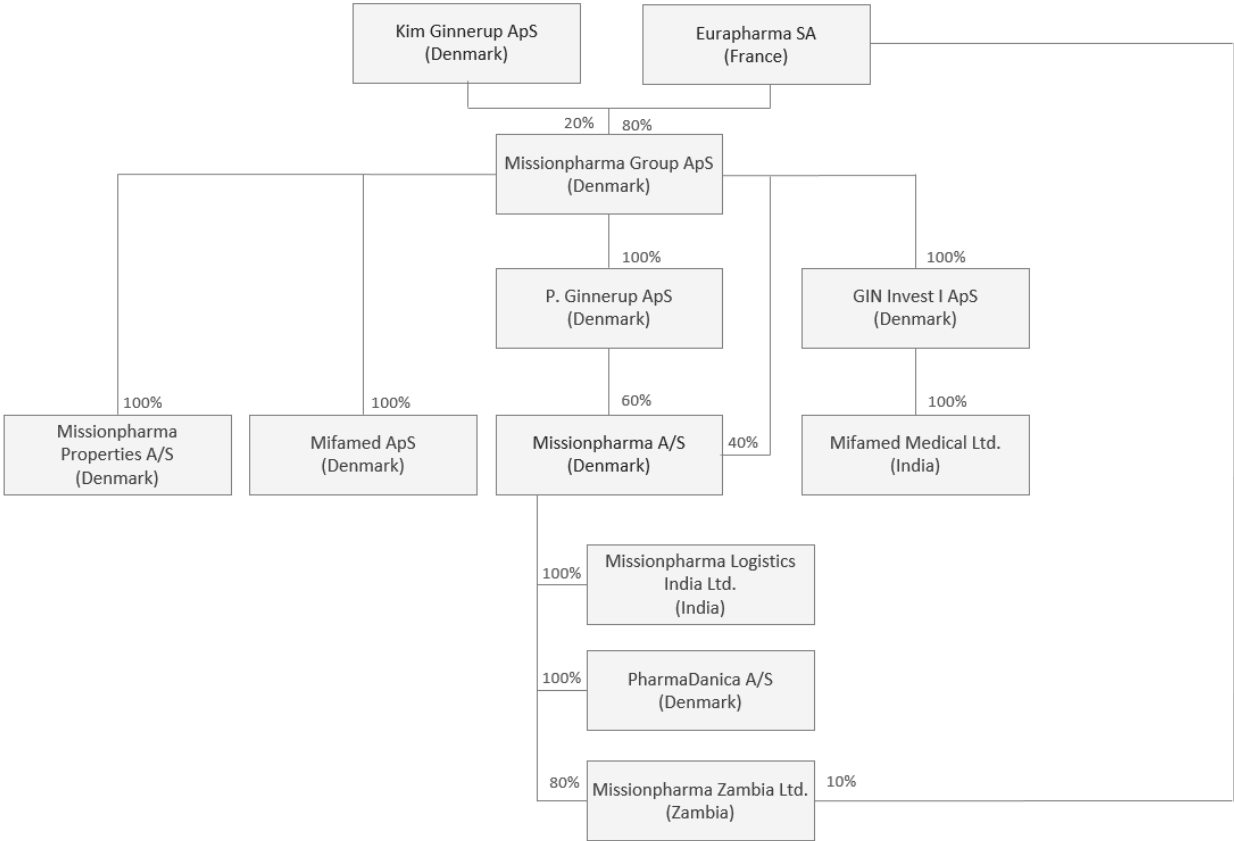 Kim Ginnerup ApS
(Denmark)
Eurapharma SA
(France)
20%
80%
Missionpharma Group ApS
(Denmark)
100%
100%
P. Ginnerup ApS
(Denmark)
GIN Invest I ApS
(Denmark)
100%
100%
60%
100%
Missionpharma
Properties A/S
(Denmark)
Mifamed ApS
(Denmark)
Missionpharma A/S
(Denmark)
40%
Mifamed Medical Ltd.
(India)
100%
Missionpharma Logistics
India Ltd.
(India)
100%
PharmaDanica A/S
(Denmark)
80%
Missionpharma Zambia Ltd.
(Zambia)
10%